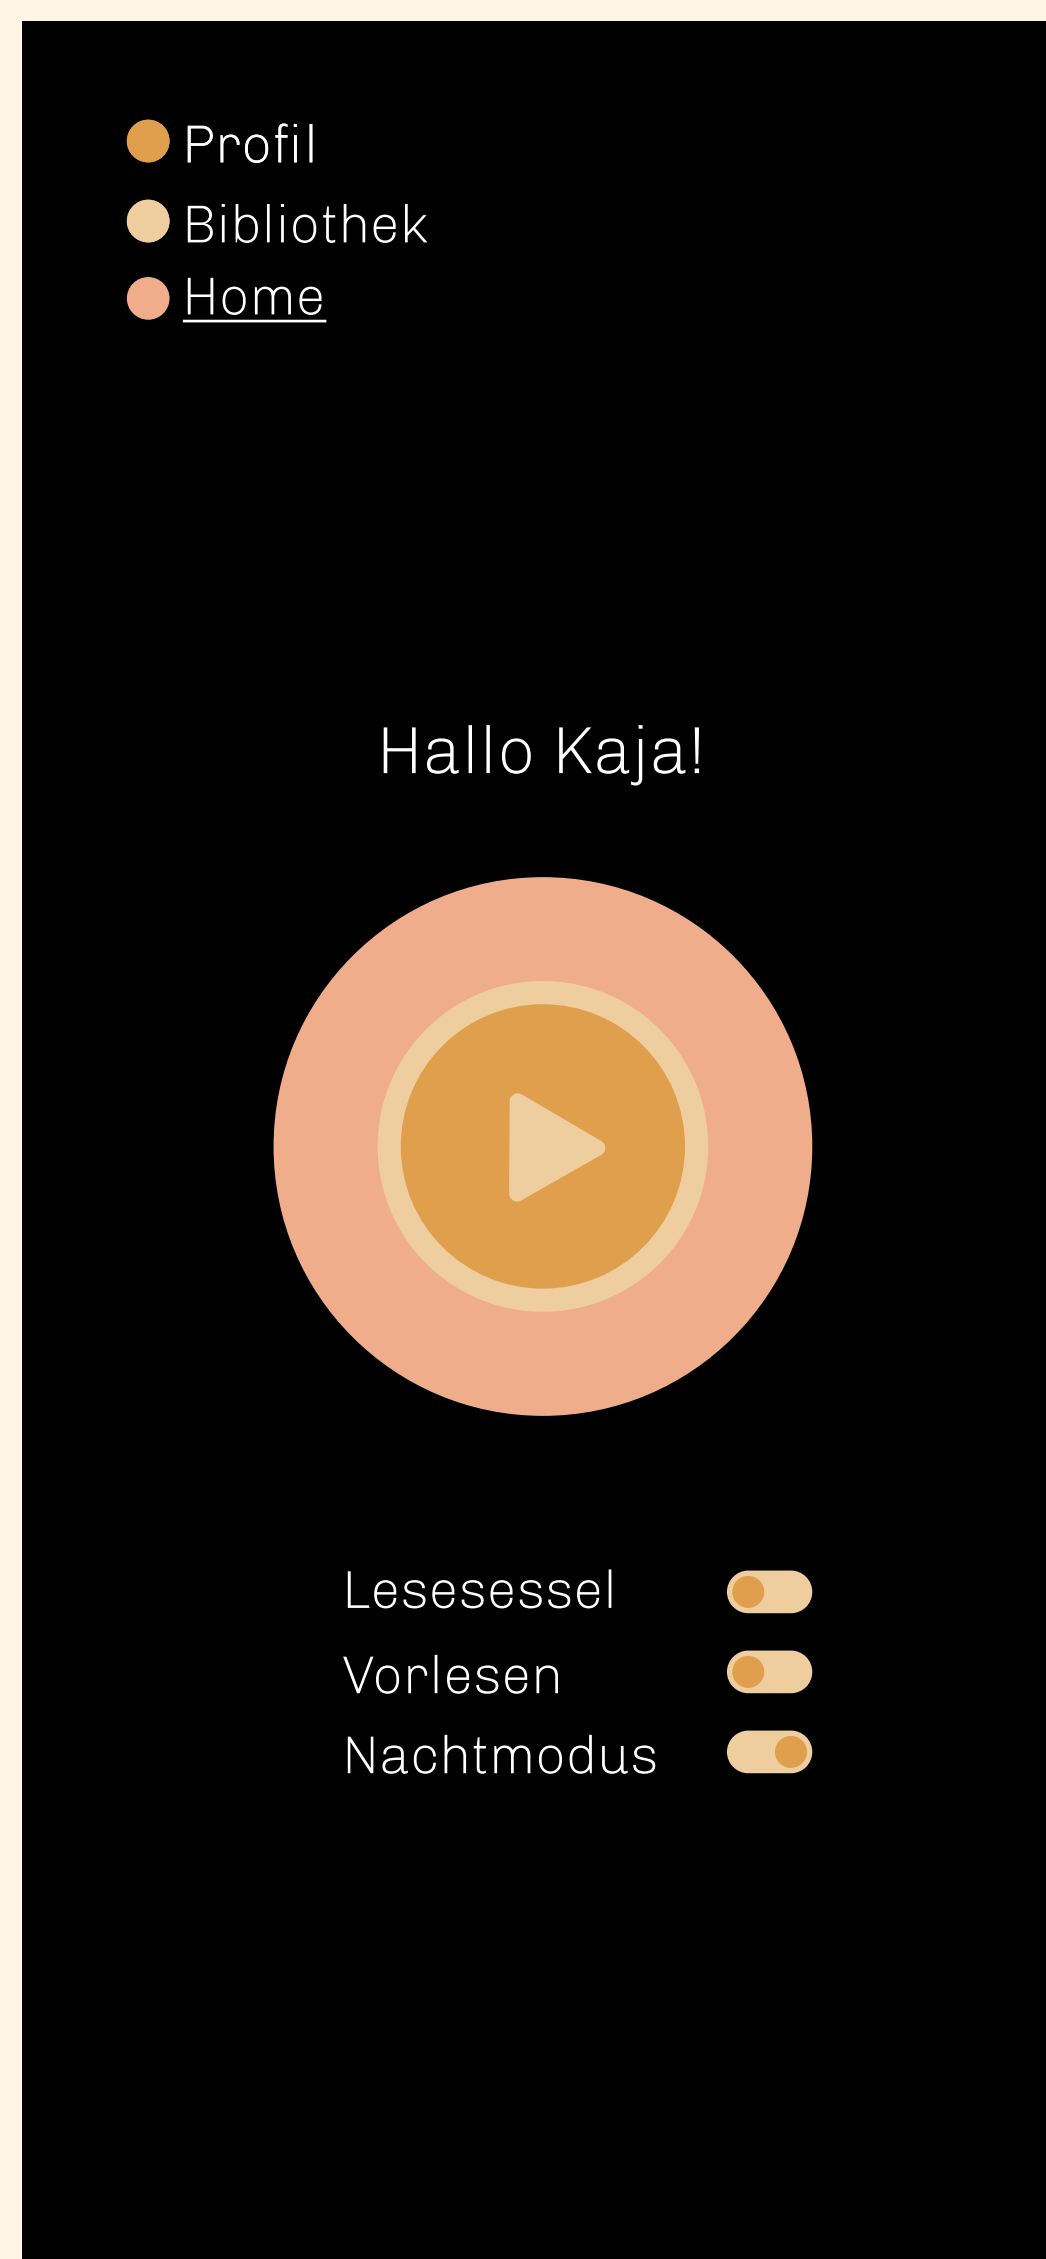 Profil
Bibliothek
Home
Hallo Kaja!
Lesesessel
Vorlesen
Nachtmodus